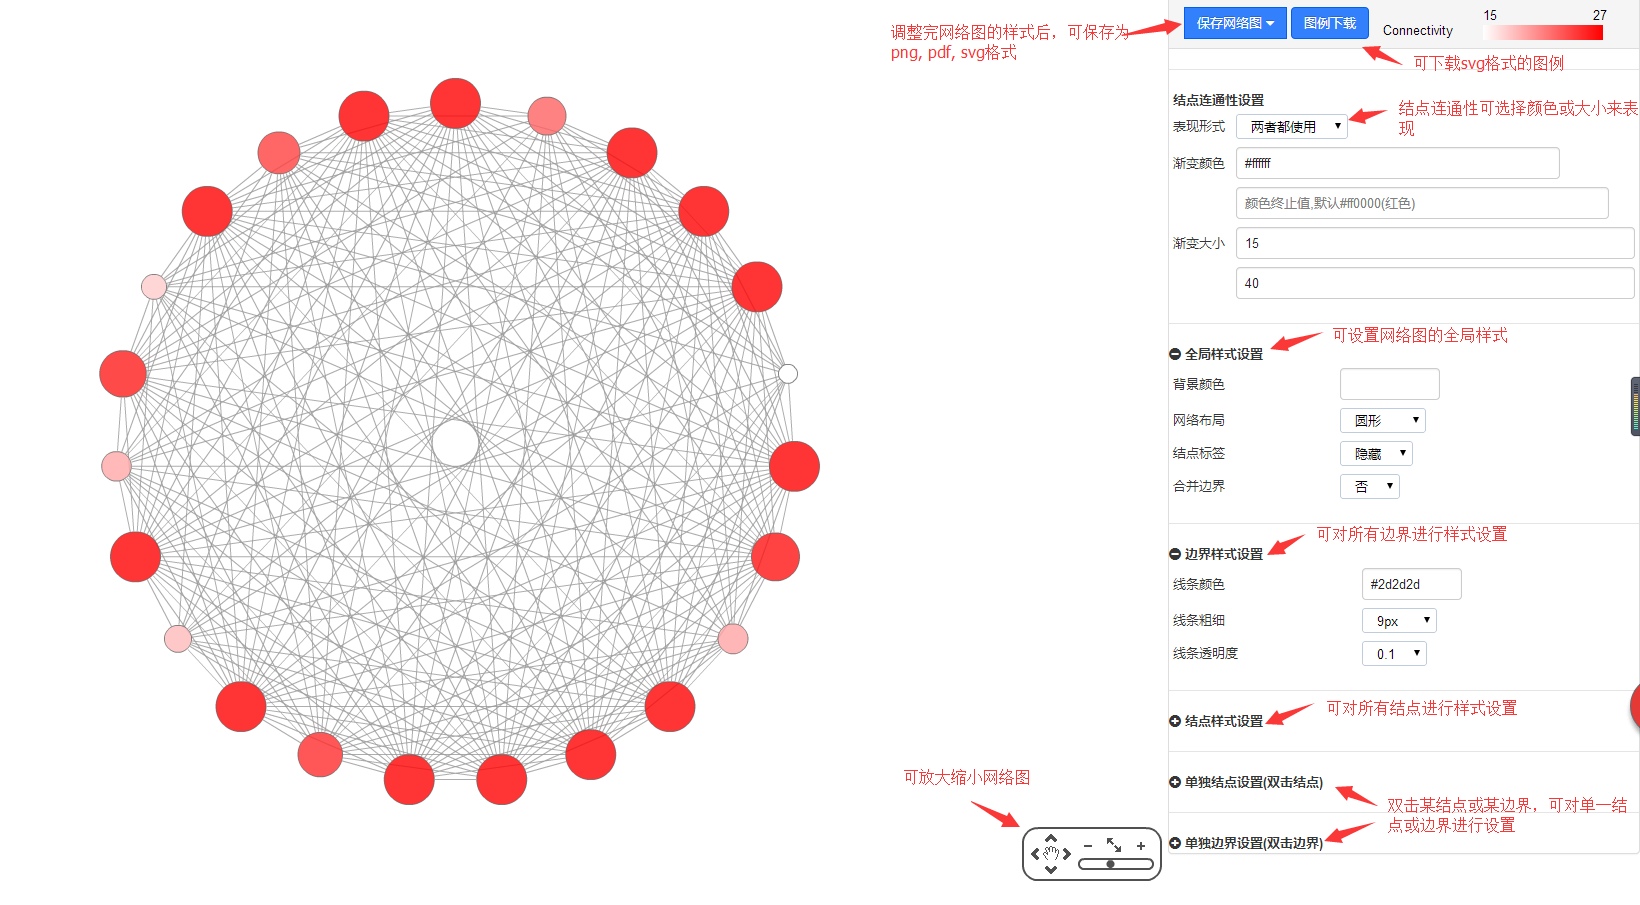 调整完网络图的样式后，可保存为
png, pdf, svg格式
保存网络图
图例下载
Connectivity
15
27
可下载svg格式的图例
结点连通性设置
表现形式
两者都使用
结点连通性可选择颜色或大小来表
现
渐变颜色
#ffffff
颜色终止值,默认#ff0000(红色)
渐变大小
15
40
可设置网络图的全局样式
全局样式设置
背景颜色
网络布局
圆形
结点标签
隐藏
合并边界
否
可对所有边界进行样式设置
边界样式设置
线条颜色
#2d2d2d
线条粗细
9px
线条透明度
0.1
可对所有结点进行样式设置
结点样式设置
可放大缩小网络图
单独结点设置(双击结点)
双击某结点或某边界，可对单一结
点或边界进行设置
单独边界设置(双击边界)